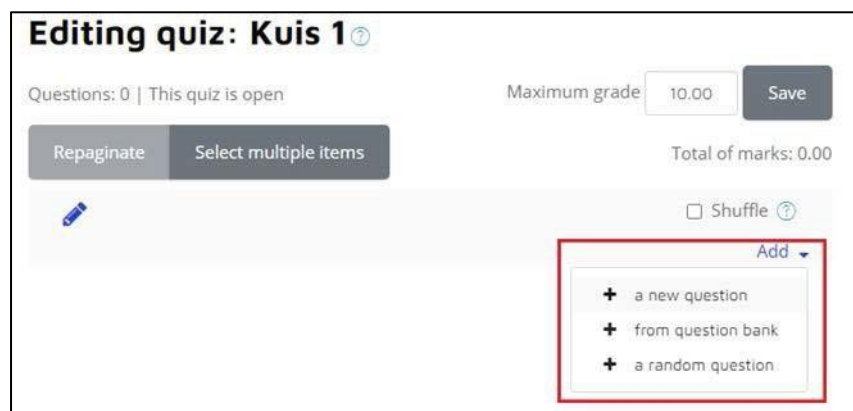 Editing quiz: Kuis 1
Questions: 0 | This quiz is open
Maximum grade 10.00 Save
Repaginate Select multiple items
Total of marks: 0.00
Shuffle
Add
+ a new question
+ from question bank
+ a random question